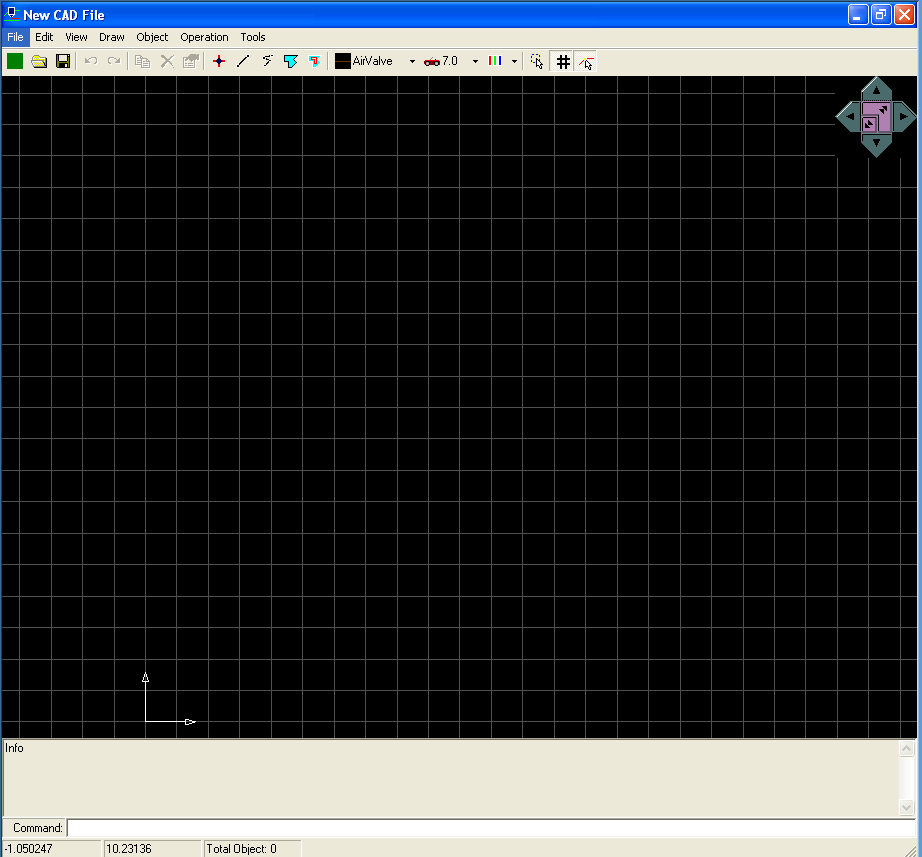 New CAD File
File Edit View Draw Object Operation Tools
AirValve 7.0
Info
Command:
-1.050247 10.23136 Total Object: 0